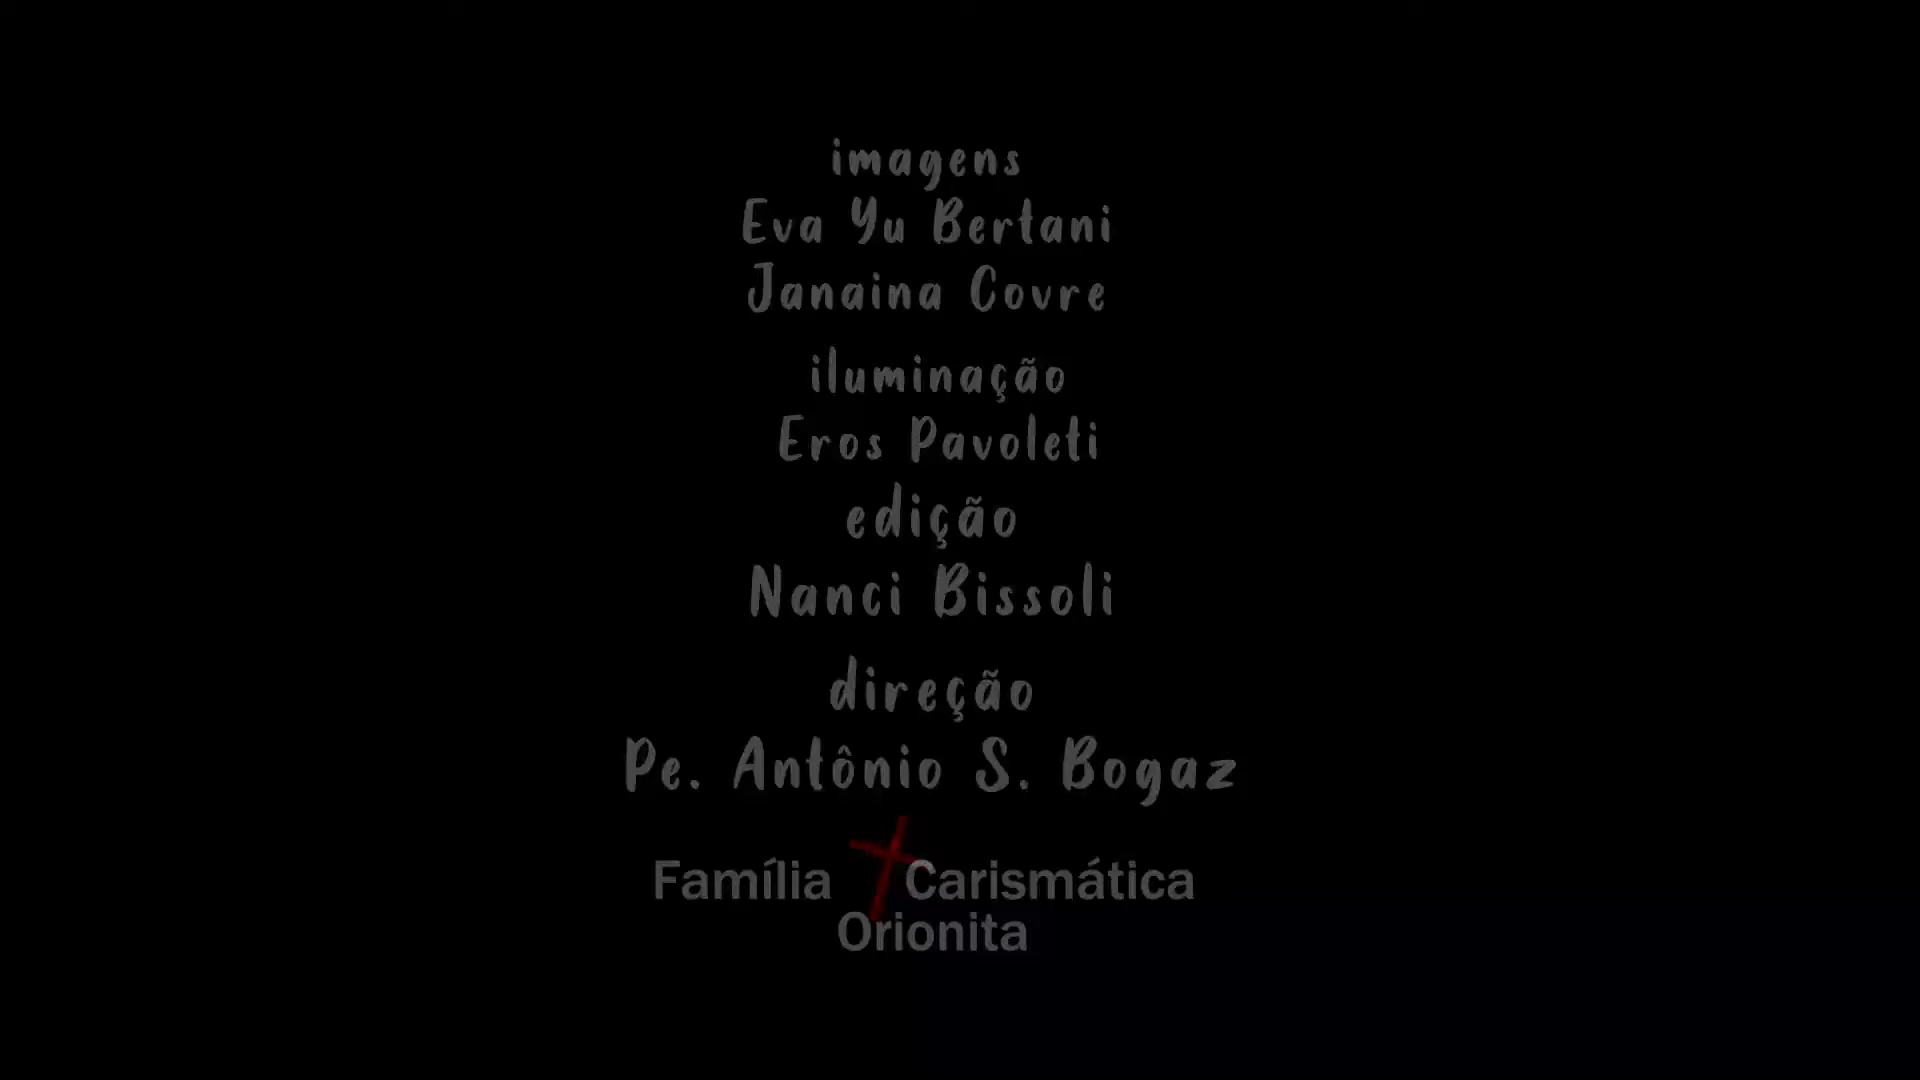 imagens
Eva Yu Bertani
Janaina Covre
iluminação
Eros Pavoleti
edição
Nanci Bissoli
direção
Pe. Antônio S. Bogaz
Família Carismática
Orionita